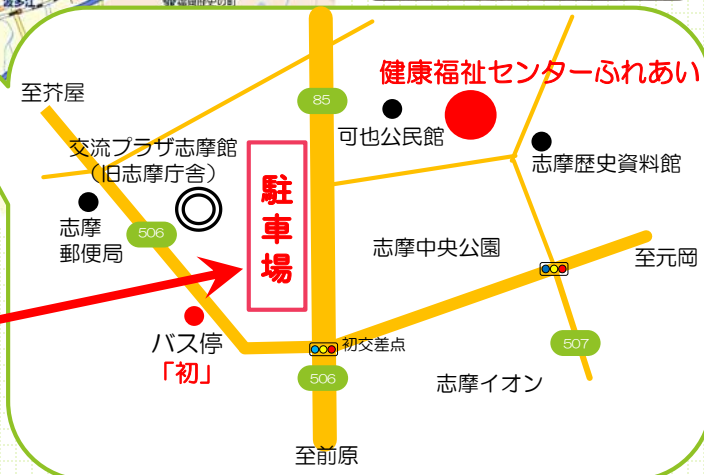 波多江
至芥屋
85
健康福祉センターふれあい
可也公民館
交流プラザ志摩館
（旧志摩庁舎）
志摩歴史資料館
駐車場
志摩
郵便局
506
志摩中央公園
至元岡
バス停
「初」
初交差点
507
506
志摩イオン
至前原